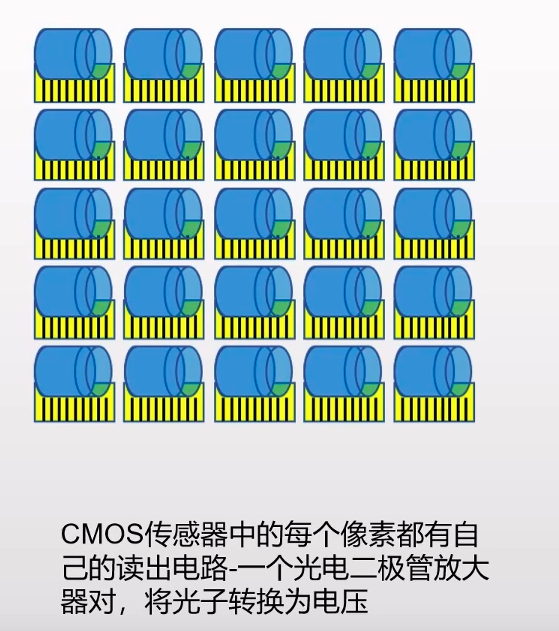 CMOS传感器中的每个像素都有自
己的读出电路-一个光电二极管放大
器对，将光子转换为电压